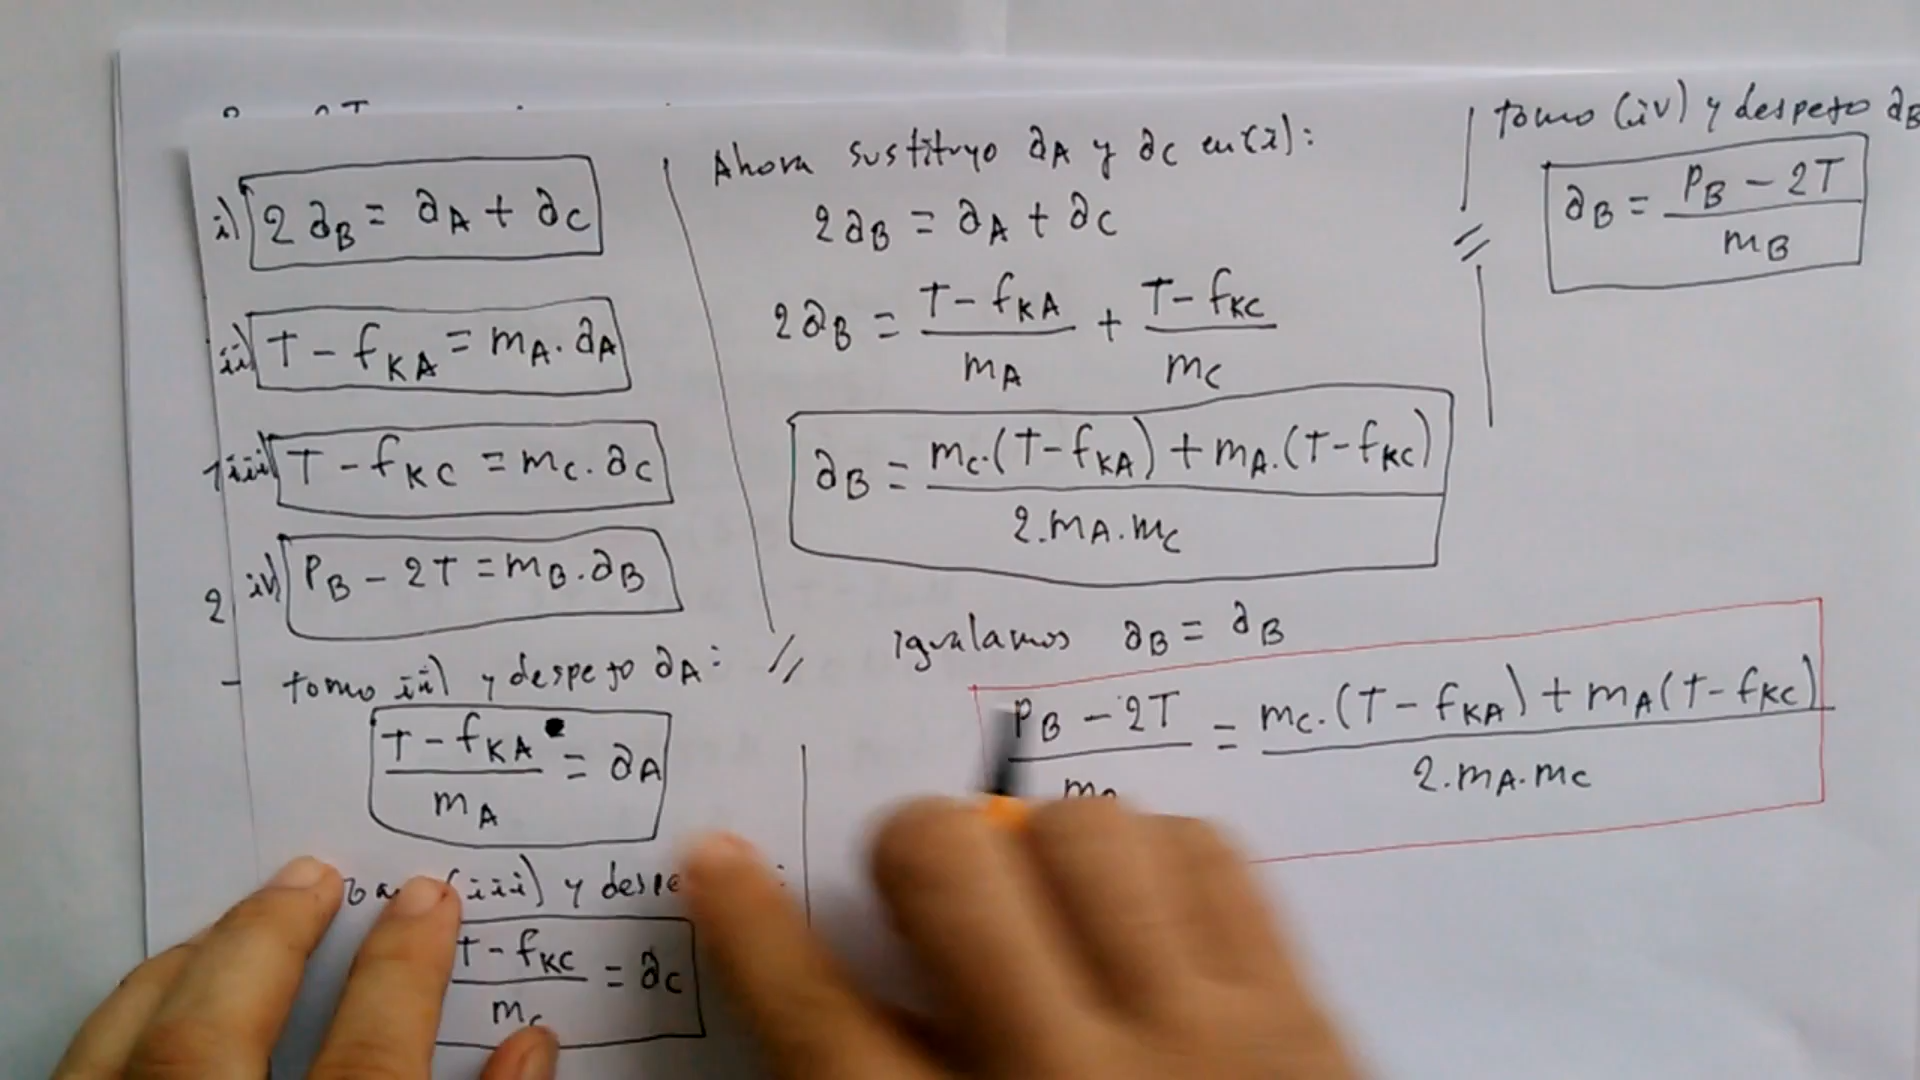 i) 2 aB = aA + aC
ii) T - fKA = mA . aA
iii) T - fKC = mC . aC
2 iv) PB - 2T = mB . aB
- tomo ii) y despejo aA :
T - fKA = aA
mA
(iii) y despe :
T - fKC = aC
mC
Ahora sustituyo aA y aC en (i) :
2aB = aA + aC
2aB = T - fKA + T - fKC
mA mC
aB = mC.(T - fKA) + mA.(T - fKC)
2.mA.mC
igualamos aB = aB
PB - 2T = mC.(T - fKA) + mA(T - fKC)
2.mA.mC
tomo (iv) y despejo aB
aB = PB - 2T
mB